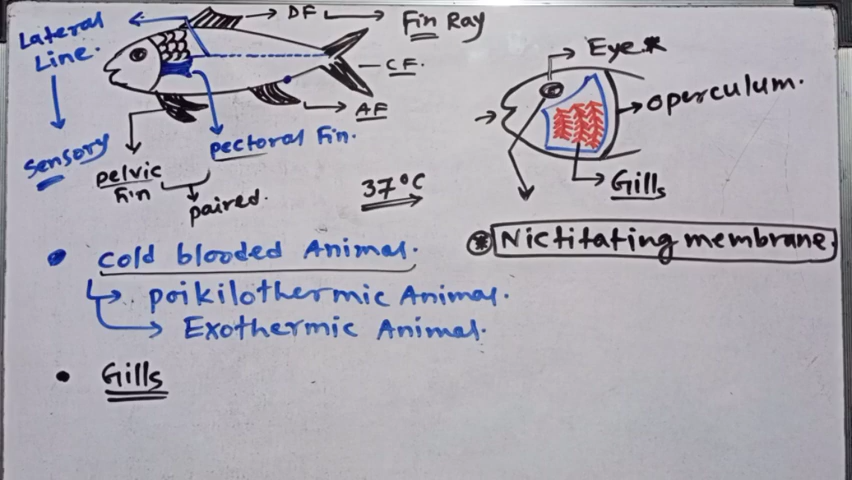 Lateral
Line.
DF
Fin Ray
C.F.
AF
Sensory
pelvic
Fin
pectoral Fin.
paired.
37°C
Eye*
operculum.
Gills
* Nictitating membrane.
• cold blooded Animal.
poikilothermic Animal.
Exothermic Animal.
• Gills